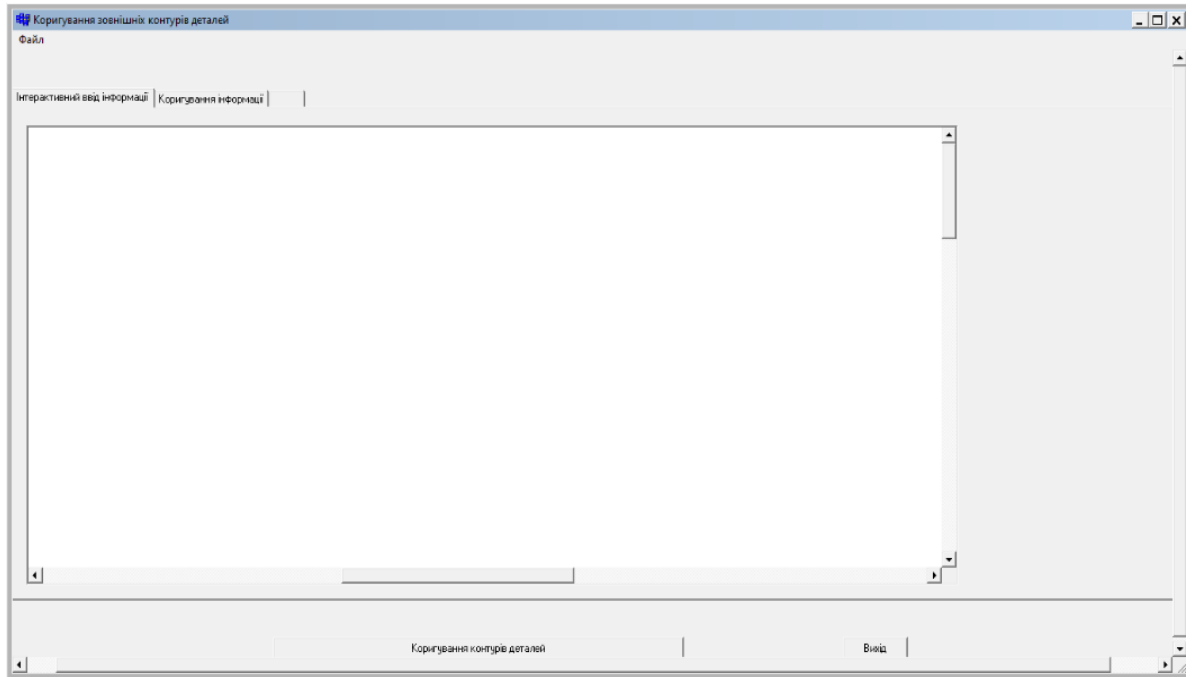 Коригування зовнішніх контурів деталей
Файл
Інтерактивний ввід інформації Коригування інформації
Коригування контурів деталей Вихід